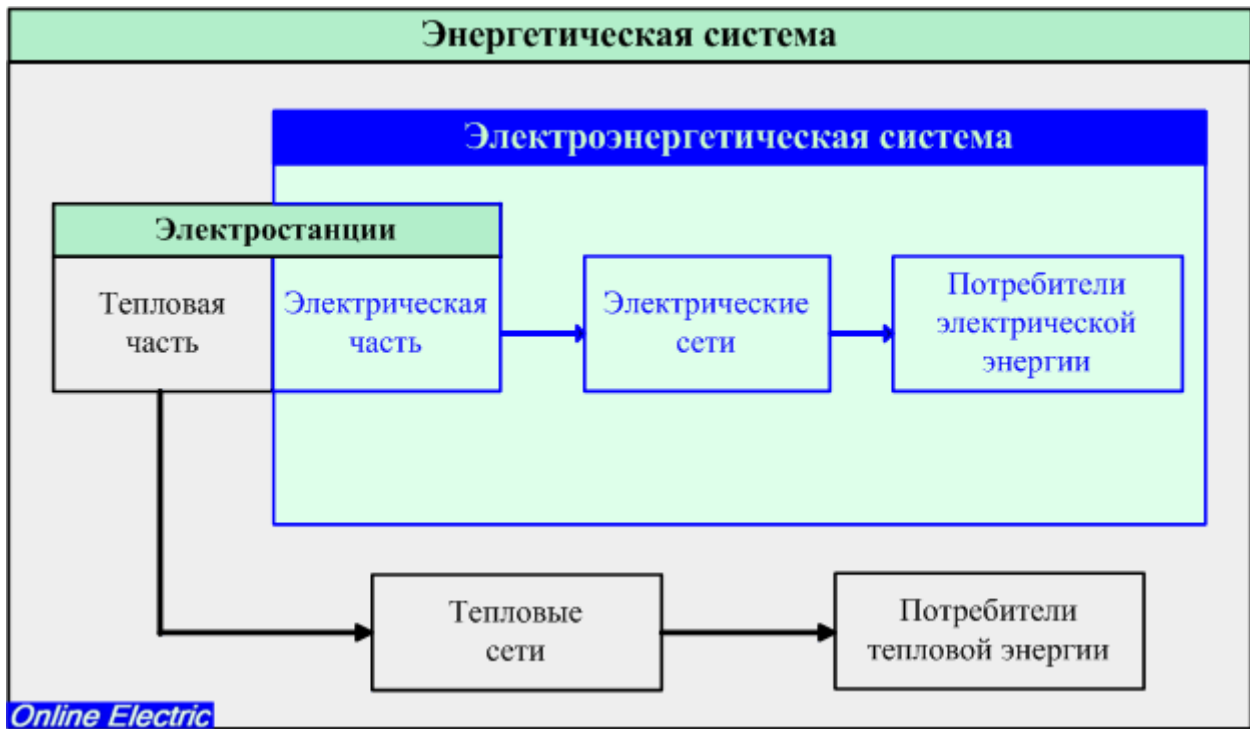 Энергетическая система
Электроэнергетическая система
Электростанции
Тепловая
часть
Электрическая
часть
Электрические
сети
Потребители
электрической
энергии
Тепловые
сети
Потребители
тепловой энергии
Online Electric